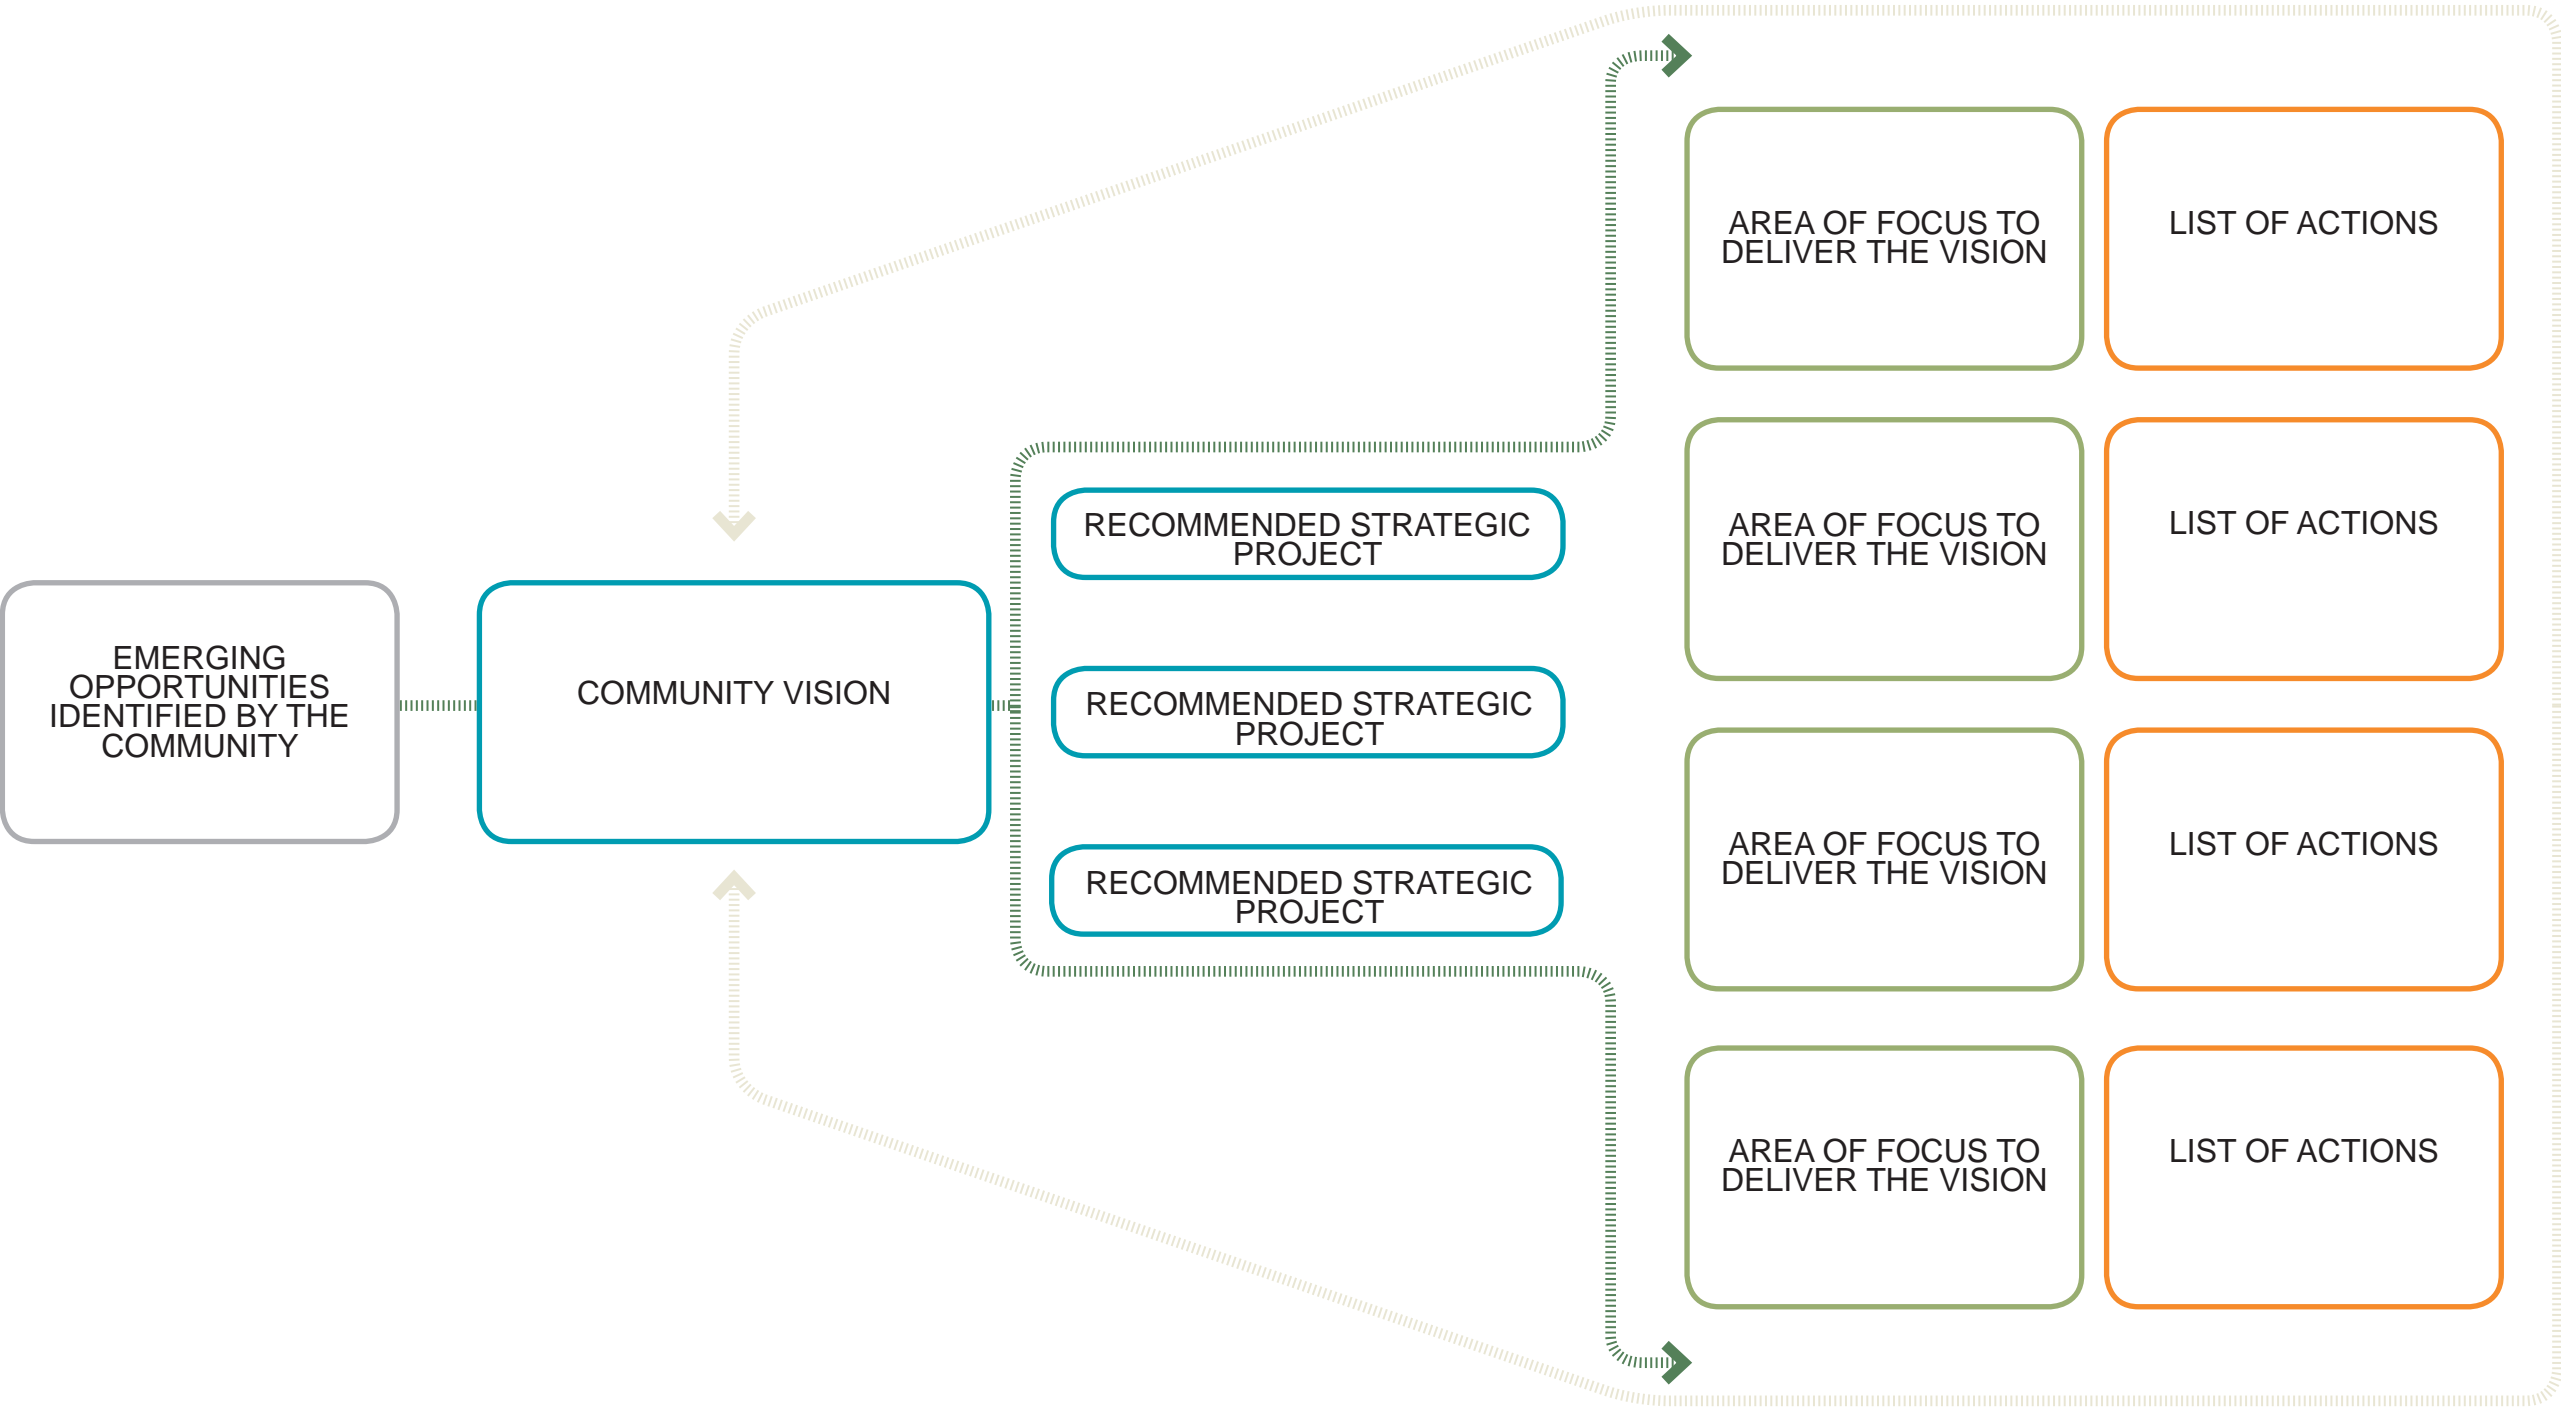 EMERGING
OPPORTUNITIES
IDENTIFIED BY THE
COMMUNITY
COMMUNITY VISION
RECOMMENDED STRATEGIC
PROJECT
RECOMMENDED STRATEGIC
PROJECT
RECOMMENDED STRATEGIC
PROJECT
AREA OF FOCUS TO
DELIVER THE VISION
LIST OF ACTIONS
AREA OF FOCUS TO
DELIVER THE VISION
LIST OF ACTIONS
AREA OF FOCUS TO
DELIVER THE VISION
LIST OF ACTIONS
AREA OF FOCUS TO
DELIVER THE VISION
LIST OF ACTIONS